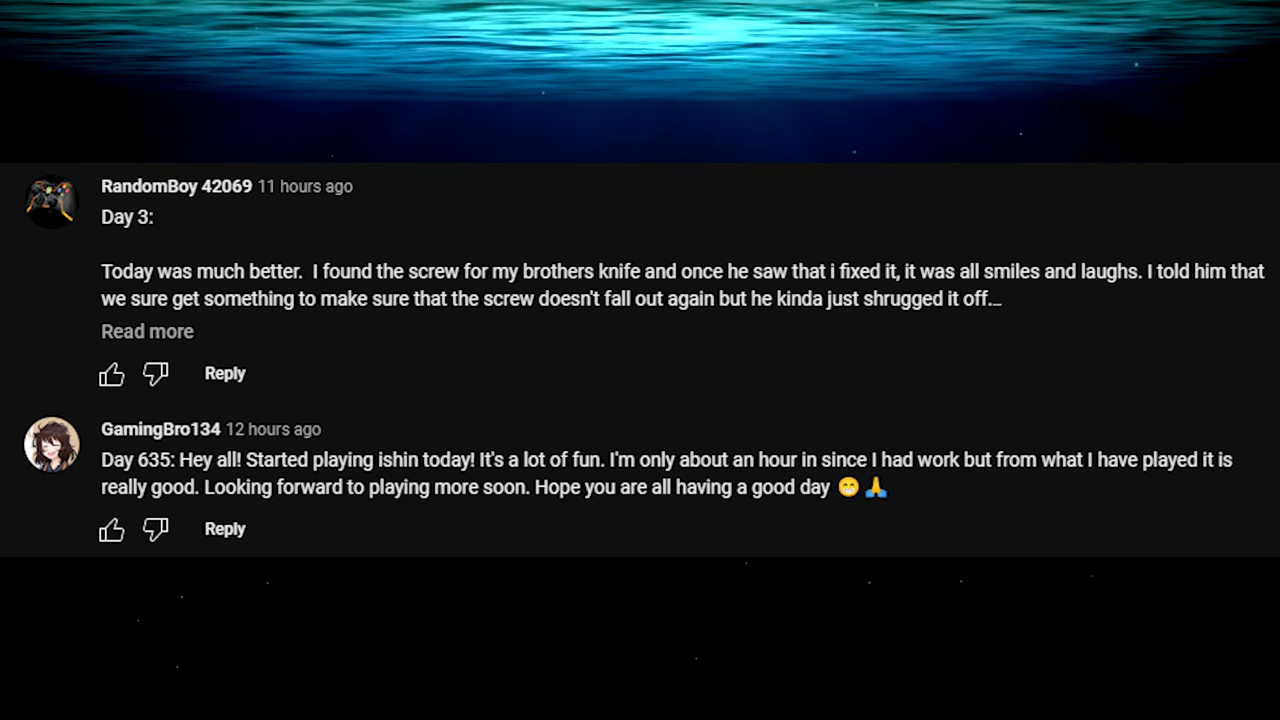 RandomBoy 42069 11 hours ago
Day 3:
Today was much better.  I found the screw for my brothers knife and once he saw that i fixed it, it was all smiles and laughs. I told him that
we sure get something to make sure that the screw doesn't fall out again but he kinda just shrugged it off...
Read more
Reply
GamingBro134 12 hours ago
Day 635: Hey all! Started playing ishin today! It's a lot of fun. I'm only about an hour in since I had work but from what I have played it is
really good. Looking forward to playing more soon. Hope you are all having a good day 😁 🙏
Reply